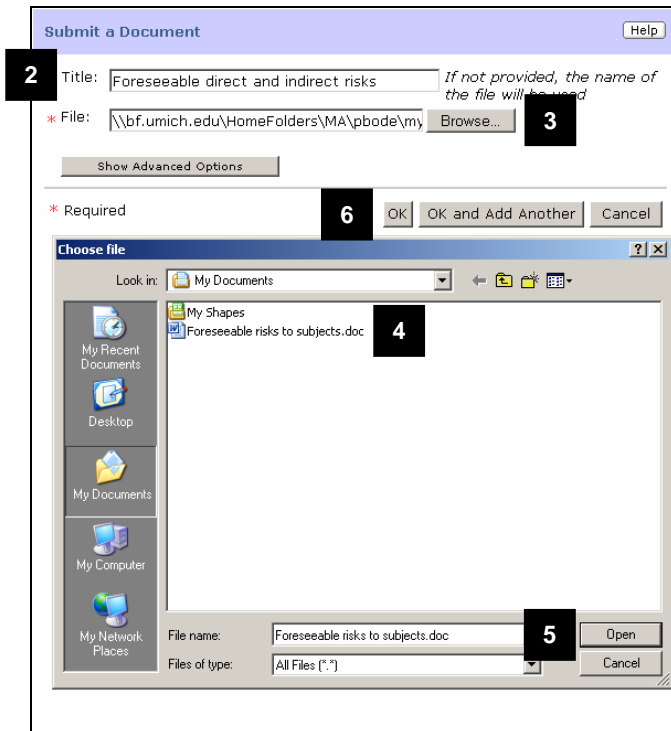 Submit a Document
Help
2
Title:
Foreseeable direct and indirect risks
If not provided, the name of
the file will be used
* File:
\\bf.umich.edu\HomeFolders\MA\pbode\my
Browse...
3
Show Advanced Options
* Required
6
OK
OK and Add Another
Cancel
Choose file
Look in:
My Documents
My Shapes
Foreseeable risks to subjects.doc
4
My Recent
Documents
Desktop
My Documents
My Computer
My Network
Places
File name:
Foreseeable risks to subjects.doc
5
Open
Files of type:
All Files (*.*)
Cancel